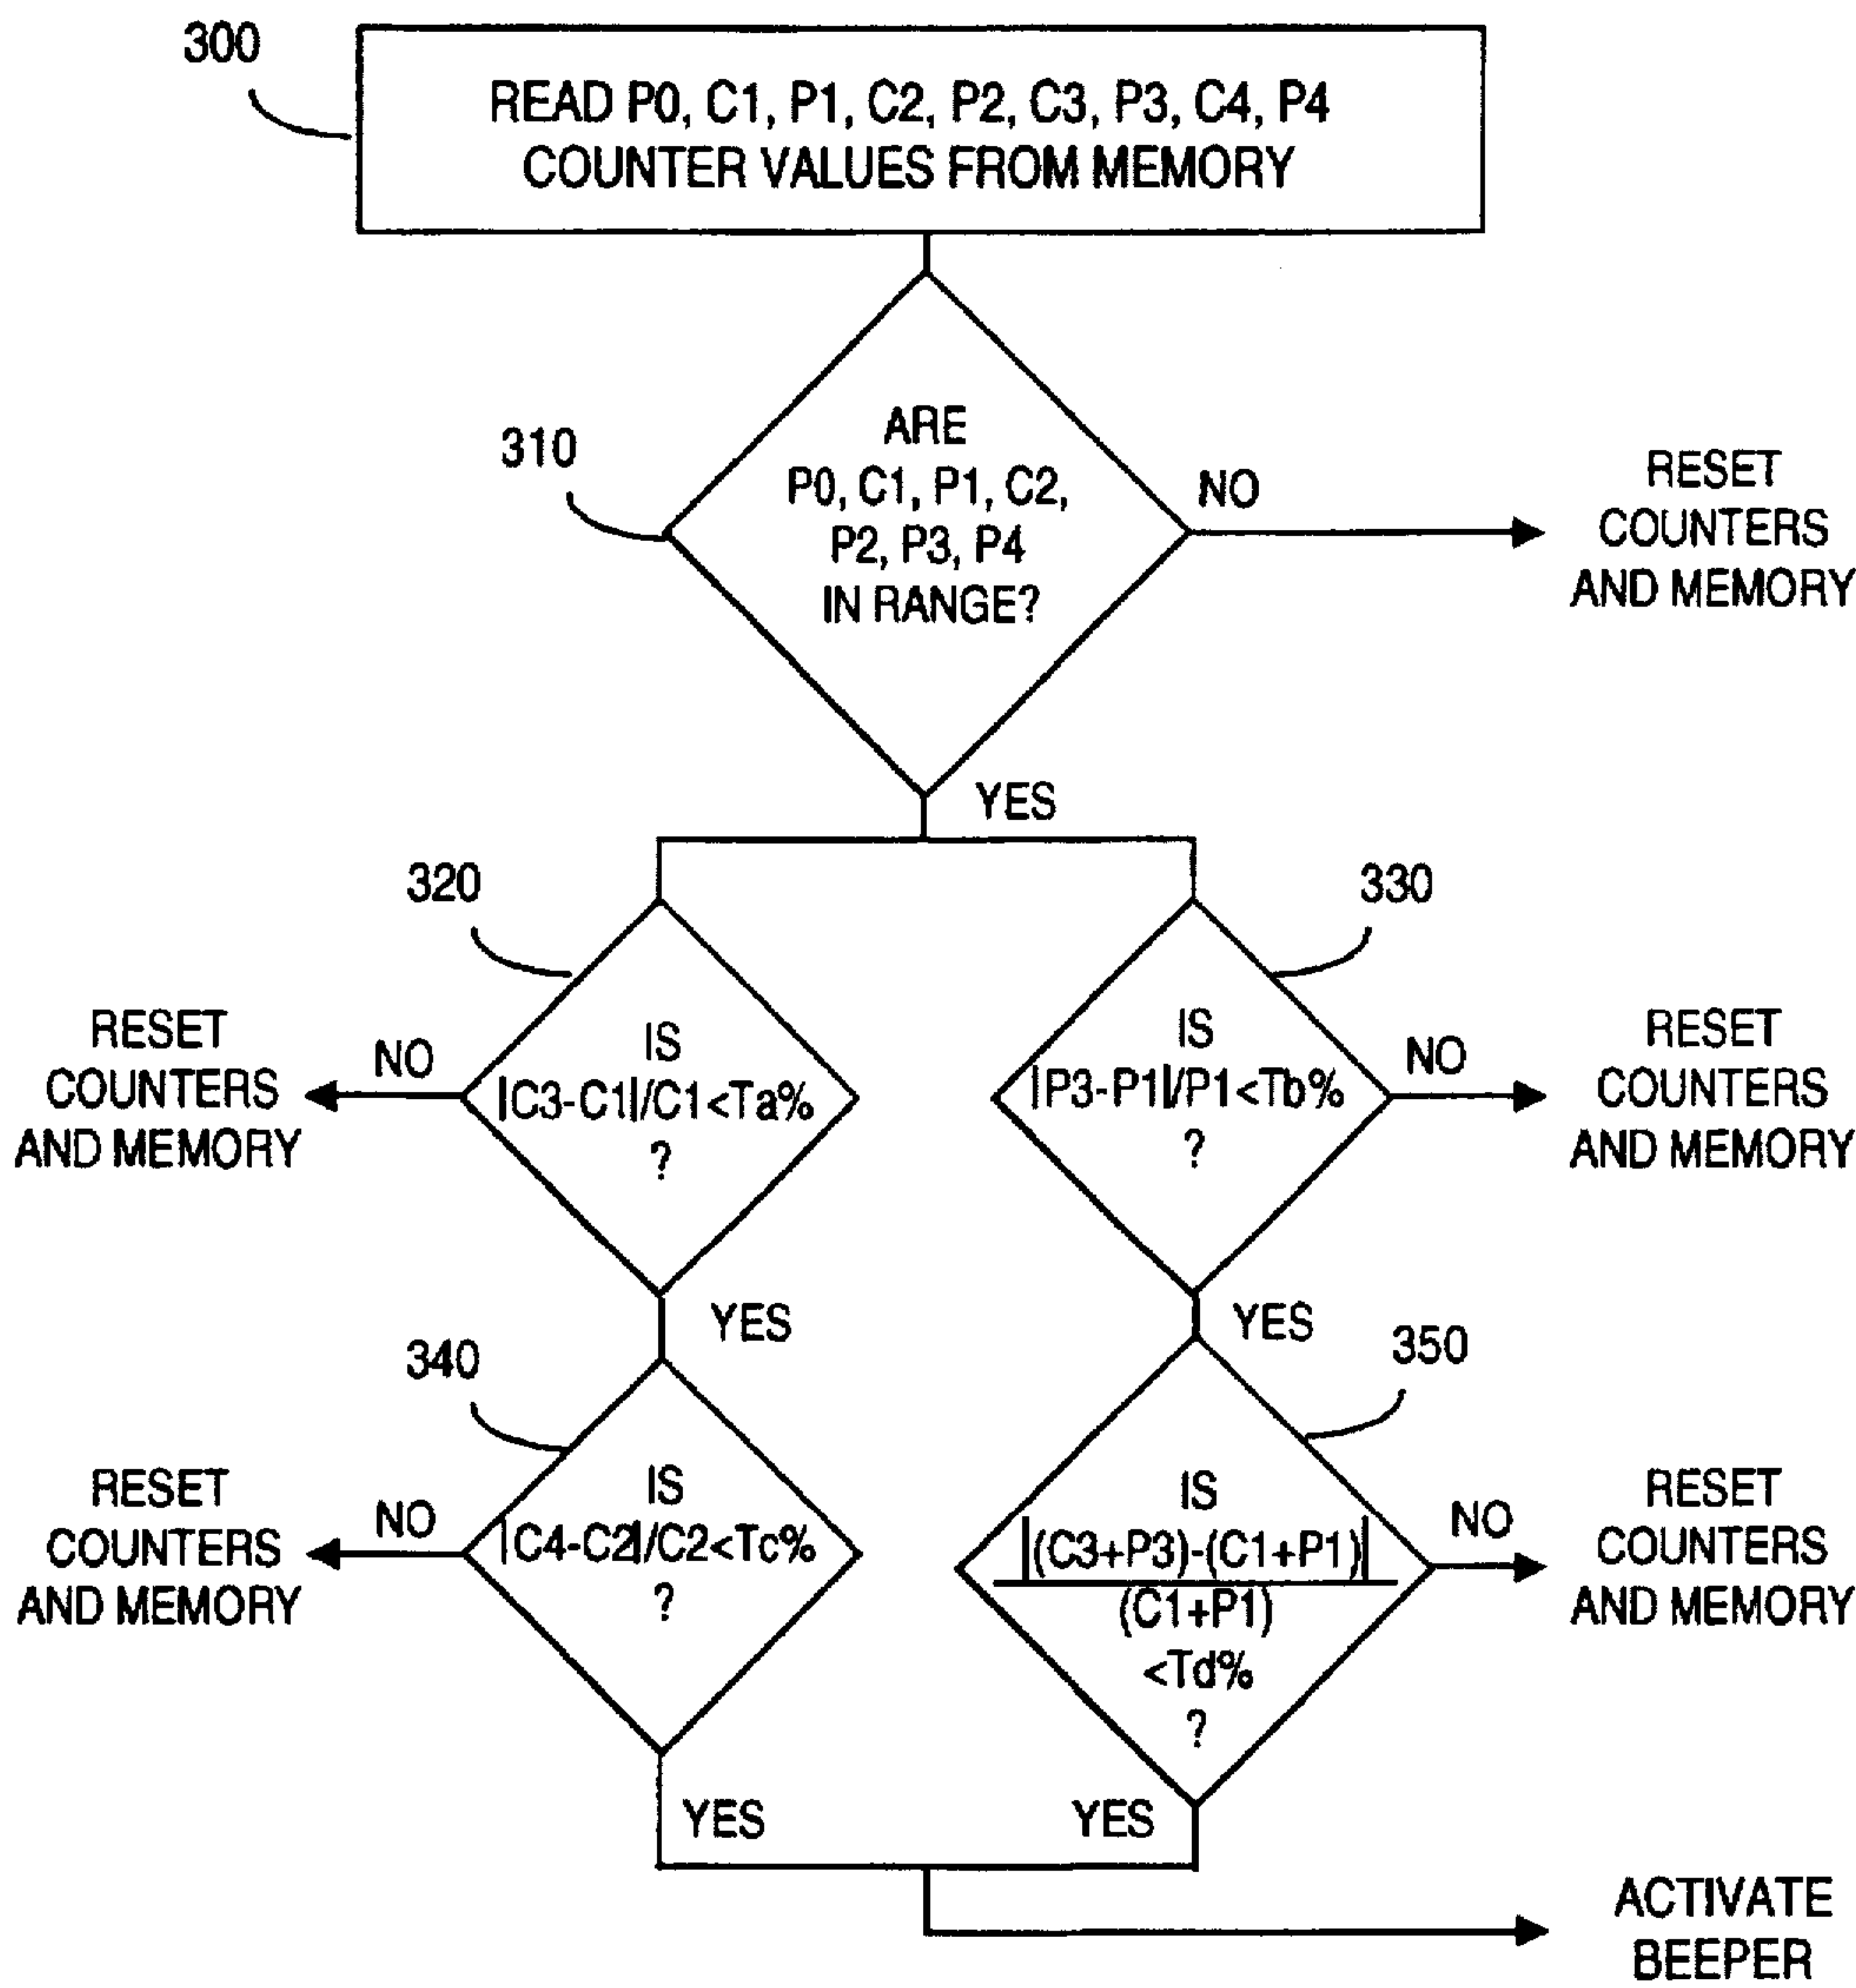 300
READ P0, C1, P1, C2, P2, C3, P3, C4, P4
COUNTER VALUES FROM MEMORY
310
ARE
P0, C1, P1, C2,
P2, P3, P4
IN RANGE?
NO
RESET
COUNTERS
AND MEMORY
YES
320
330
RESET
COUNTERS
AND MEMORY
NO
IS
|C3-C1|/C1<Ta%
?
IS
|P3-P1|/P1<Tb%
?
NO
RESET
COUNTERS
AND MEMORY
YES
YES
340
350
RESET
COUNTERS
AND MEMORY
NO
IS
|C4-C2|/C2<Tc%
?
IS
|(C3+P3)-(C1+P1)|
(C1+P1)
<Td%
?
NO
RESET
COUNTERS
AND MEMORY
YES
YES
ACTIVATE
BEEPER